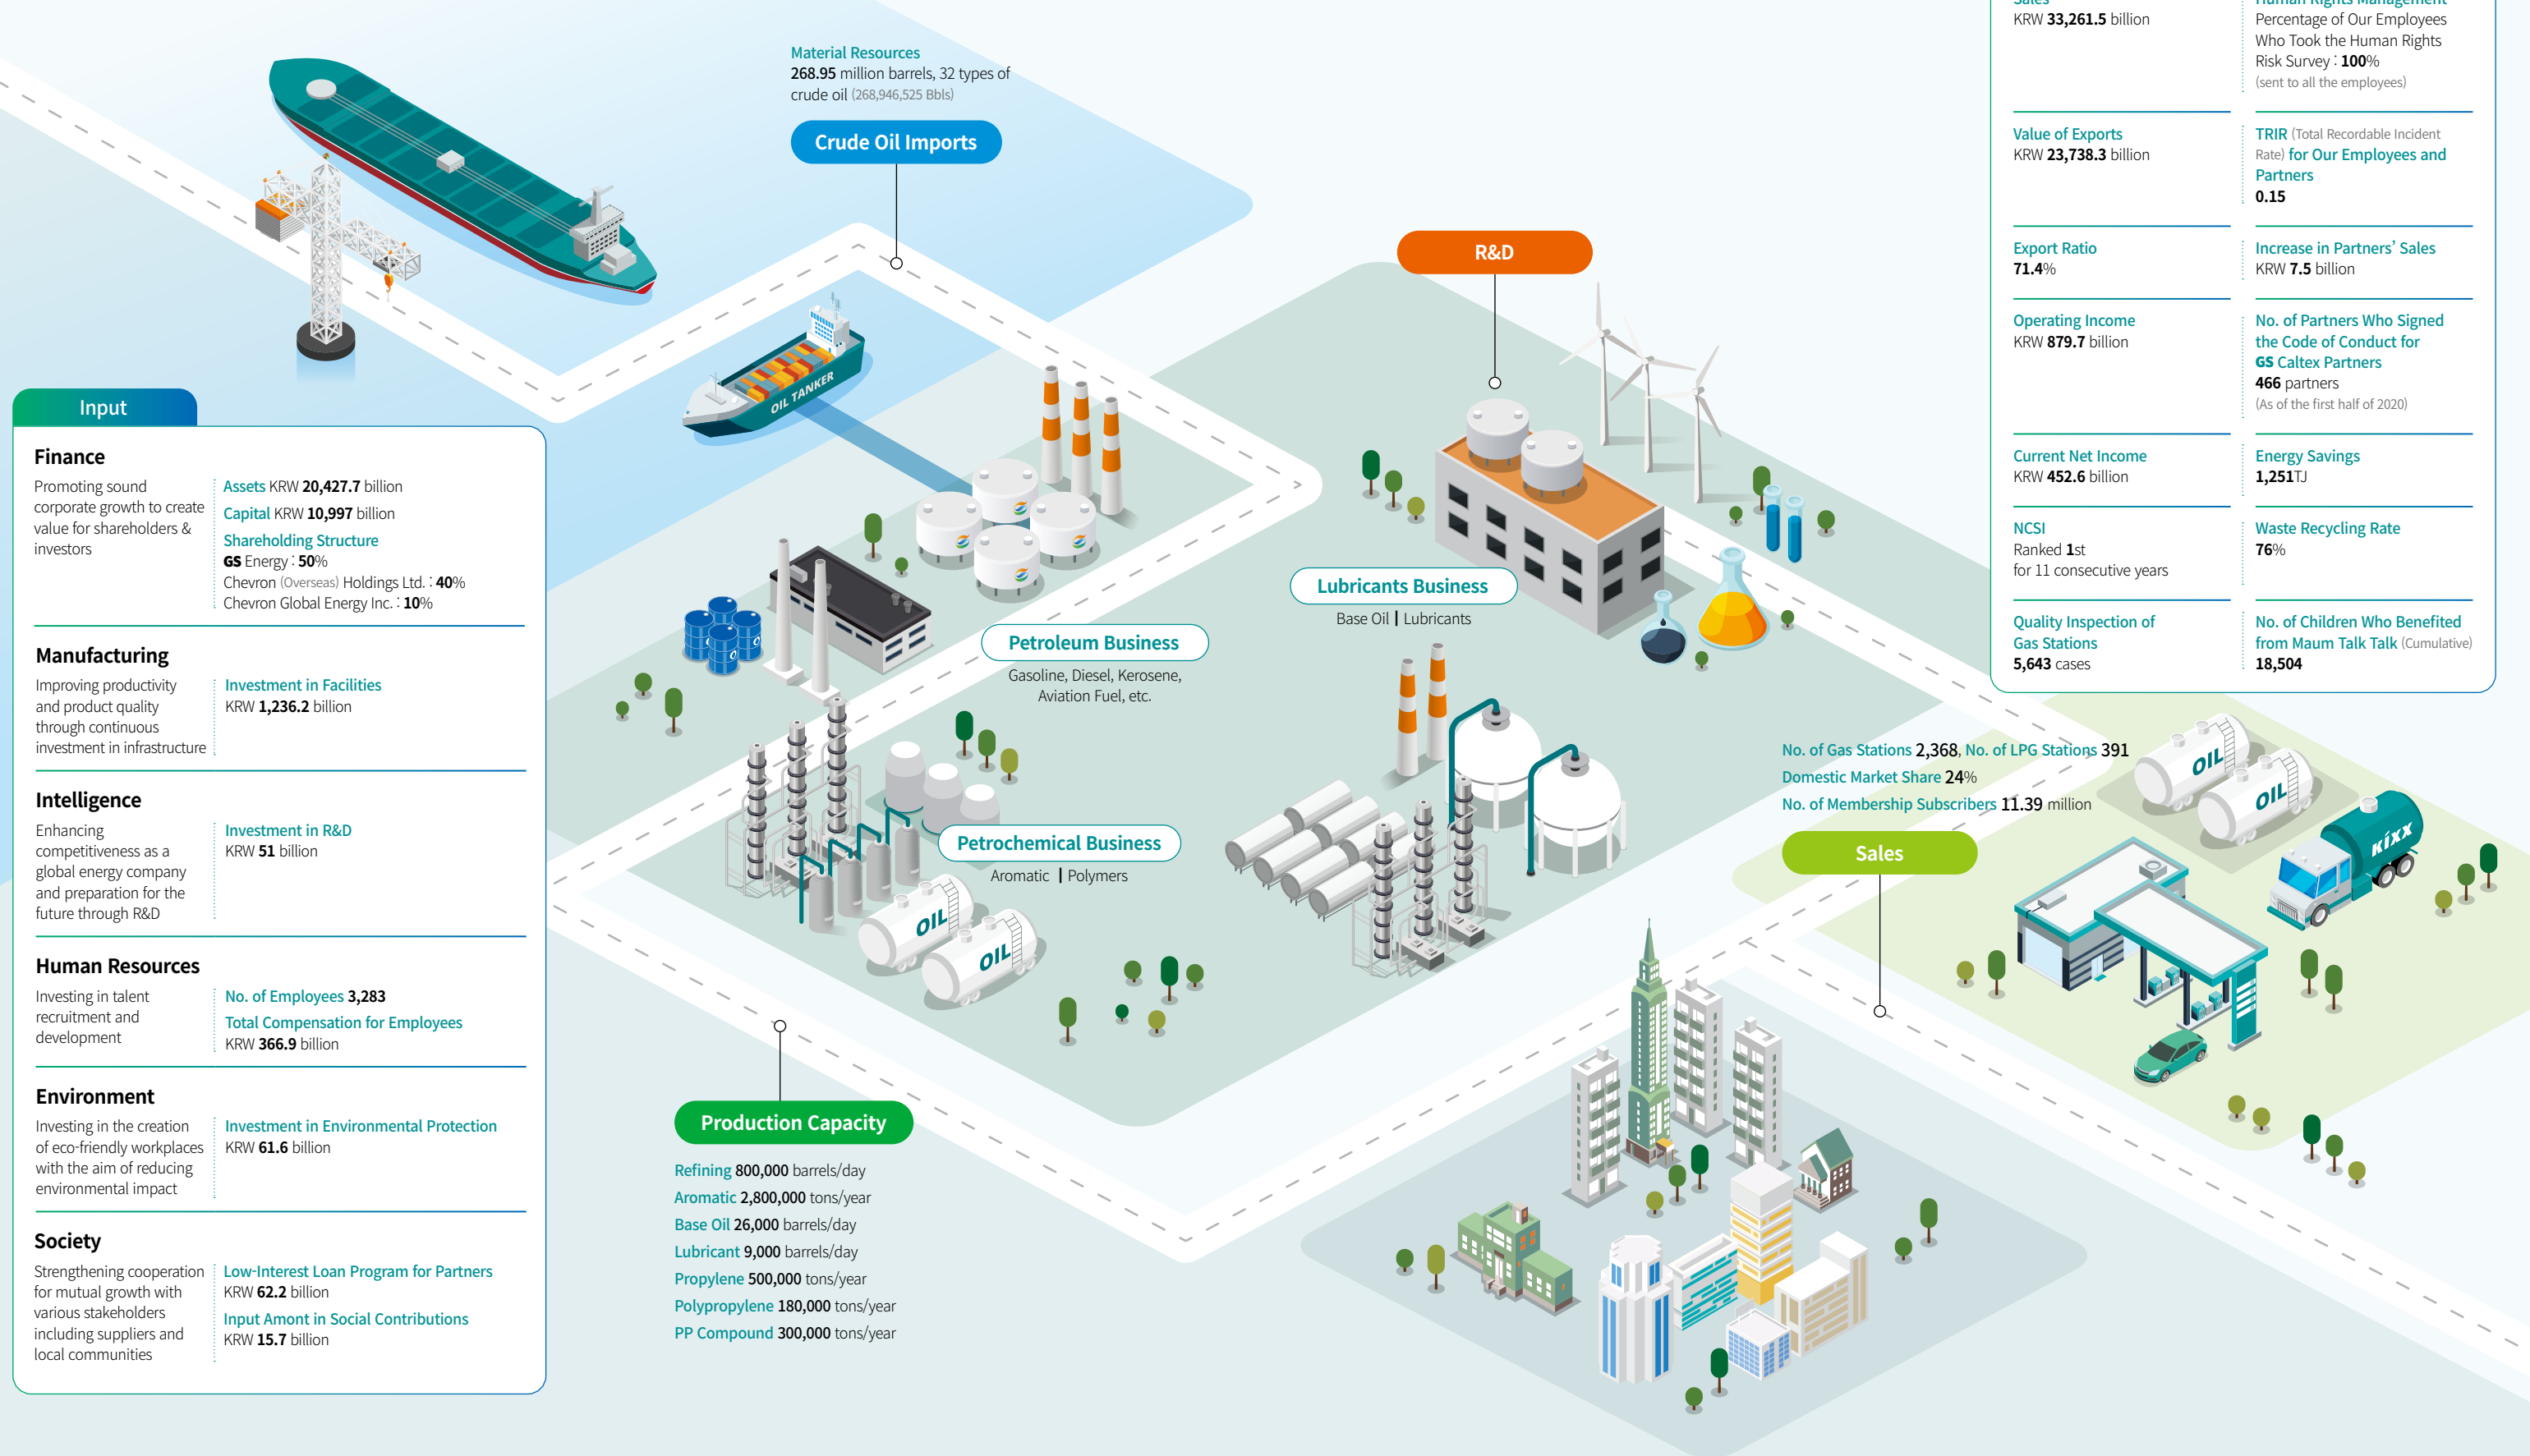 Material Resources
268.95 million barrels, 32 types of
crude oil (268,946,525 Bbls)
Crude Oil Imports
OIL TANKER
Input
Finance
Promoting sound
corporate growth to create
value for shareholders &
investors
Assets KRW 20,427.7 billion
Capital KRW 10,997 billion
Shareholding Structure
GS Energy : 50%
Chevron (Overseas) Holdings Ltd. : 40%
Chevron Global Energy Inc. : 10%
Manufacturing
Improving productivity
and product quality
through continuous
investment in infrastructure
Investment in Facilities
KRW 1,236.2 billion
Intelligence
Enhancing
competitiveness as a
global energy company
and preparation for the
future through R&D
Investment in R&D
KRW 51 billion
Human Resources
Investing in talent
recruitment and
development
No. of Employees 3,283
Total Compensation for Employees
KRW 366.9 billion
Environment
Investing in the creation
of eco-friendly workplaces
with the aim of reducing
environmental impact
Investment in Environmental Protection
KRW 61.6 billion
Society
Strengthening cooperation
for mutual growth with
various stakeholders
including suppliers and
local communities
Low-Interest Loan Program for Partners
KRW 62.2 billion
Input Amont in Social Contributions
KRW 15.7 billion
Petroleum Business
Gasoline, Diesel, Kerosene,
Aviation Fuel, etc.
Petrochemical Business
Aromatic | Polymers
OIL
OIL
Production Capacity
Refining 800,000 barrels/day
Aromatic 2,800,000 tons/year
Base Oil 26,000 barrels/day
Lubricant 9,000 barrels/day
Propylene 500,000 tons/year
Polypropylene 180,000 tons/year
PP Compound 300,000 tons/year
R&D
Lubricants Business
Base Oil | Lubricants
No. of Gas Stations 2,368, No. of LPG Stations 391
Domestic Market Share 24%
No. of Membership Subscribers 11.39 million
Sales
OIL
OIL
Kixx
Sales
KRW 33,261.5 billion
Value of Exports
KRW 23,738.3 billion
Export Ratio
71.4%
Operating Income
KRW 879.7 billion
Current Net Income
KRW 452.6 billion
NCSI
Ranked 1st
for 11 consecutive years
Quality Inspection of
Gas Stations
5,643 cases
Human Rights Management
Percentage of Our Employees
Who Took the Human Rights
Risk Survey : 100%
(sent to all the employees)
TRIR (Total Recordable Incident
Rate) for Our Employees and
Partners
0.15
Increase in Partners' Sales
KRW 7.5 billion
No. of Partners Who Signed
the Code of Conduct for
GS Caltex Partners
466 partners
(As of the first half of 2020)
Energy Savings
1,251TJ
Waste Recycling Rate
76%
No. of Children Who Benefited
from Maum Talk Talk (Cumulative)
18,504